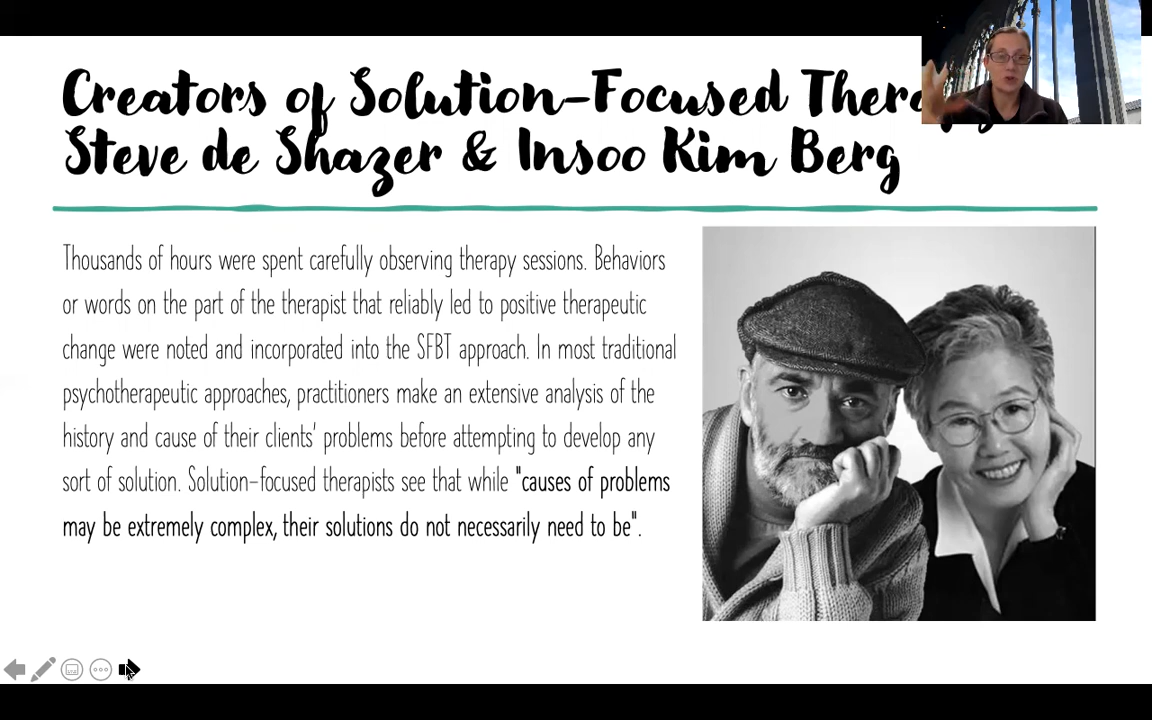 Creators of Solution-Focused
Steve de Shazer & Insoo Kim Berg
Thousands of hours were spent carefully observing therapy sessions. Behaviors
or words on the part of the therapist that reliably led to positive therapeutic
change were noted and incorporated into the SFBT approach. In most traditional
psychotherapeutic approaches, practitioners make an extensive analysis of the
history and cause of their clients' problems before attempting to develop any
sort of solution. Solution-focused therapists see that while "causes of problems
may be extremely complex, their solutions do not necessarily need to be".